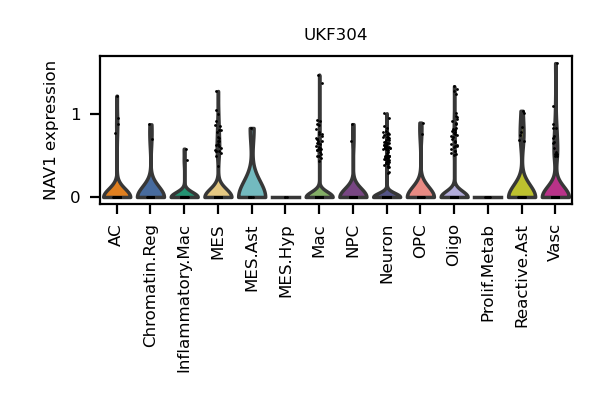 UKF304
NAV1 expression
1
0
AC
Chromatin.Reg
Inflammatory.Mac
MES
MES.Ast
MES.Hyp
Mac
NPC
Neuron
OPC
Oligo
Prolif.Metab
Reactive.Ast
Vasc